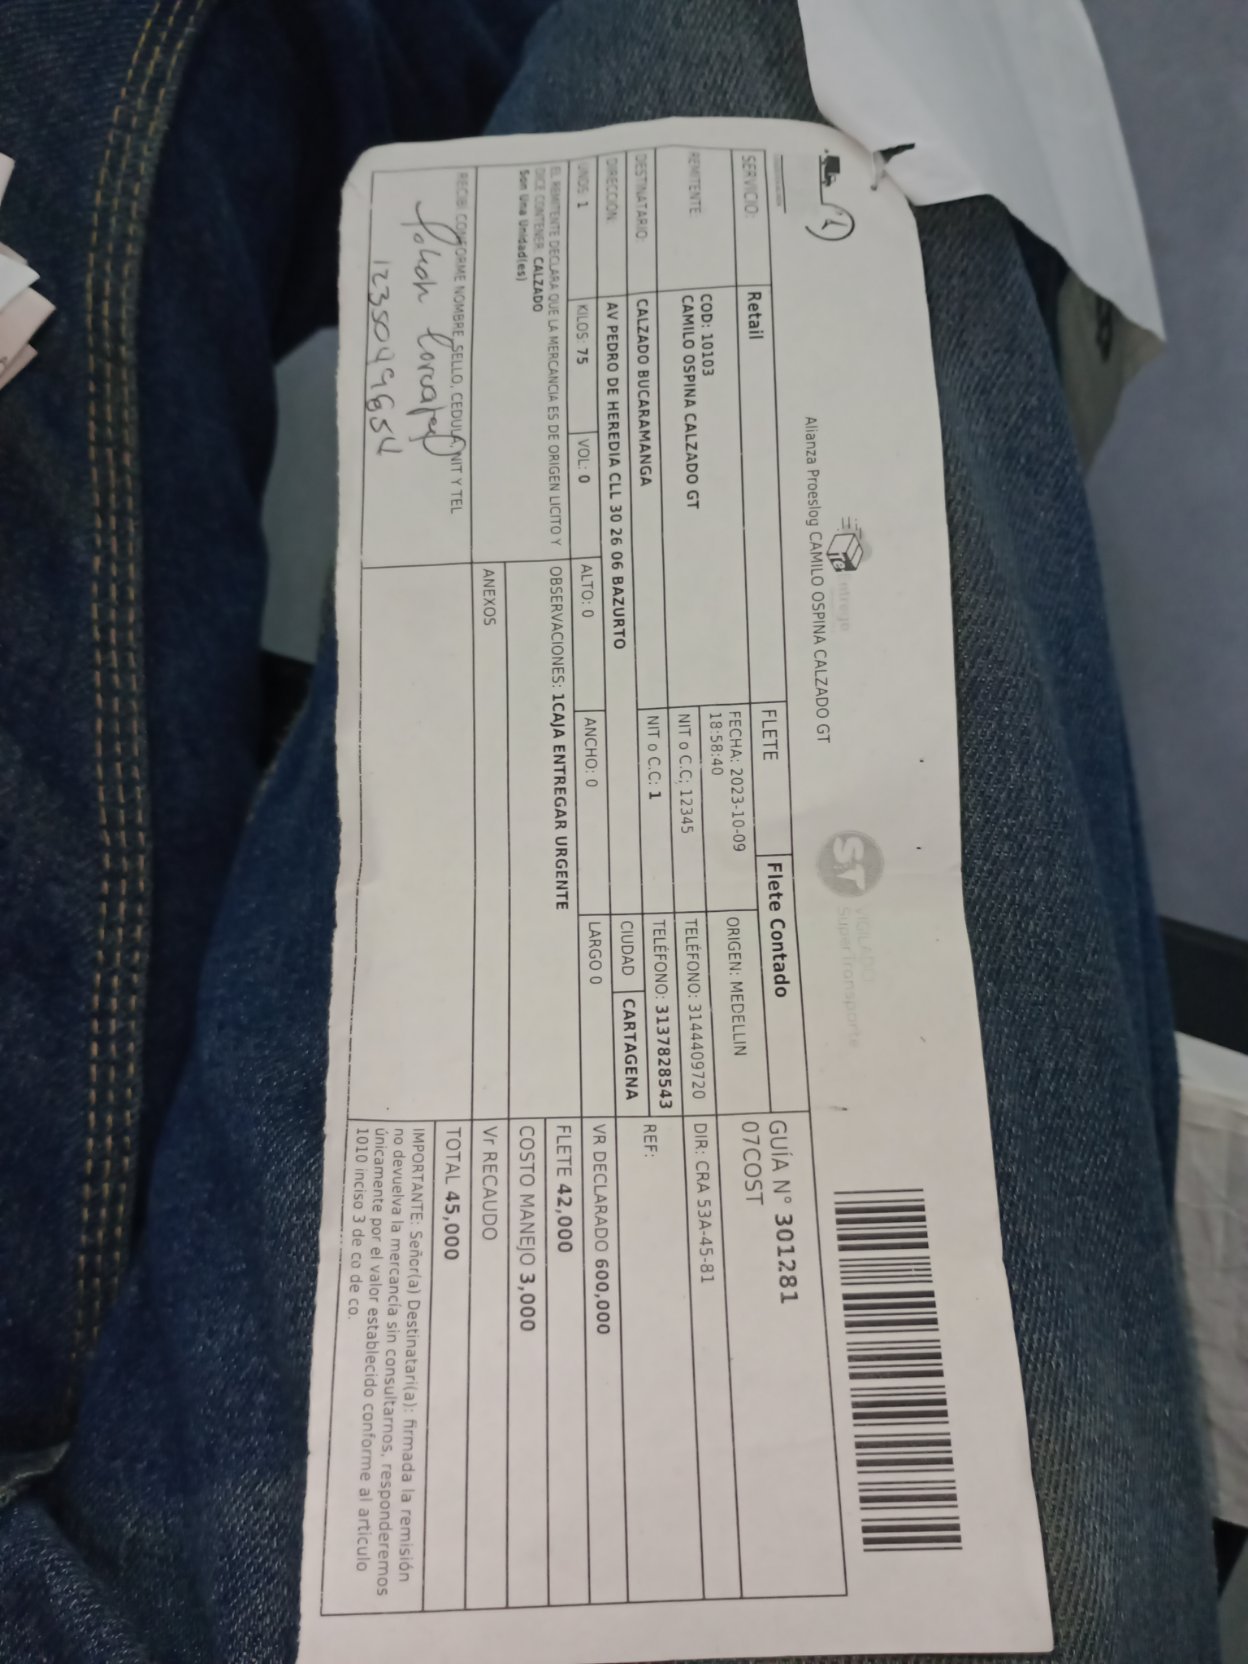 Alianza Proeslog CAMILO OSPINA CALZADO GT
VIGILADO
SuperTransporte
SERVICIO: Retail
FLETE Flete Contado
GUÍA N° 301281
07COST
REMITENTE: COD: 10103
CAMILO OSPINA CALZADO GT
FECHA: 2023-10-09
18:58:40
ORIGEN: MEDELLIN
NIT o C.C; 12345
TELÉFONO: 3144409720
DIR: CRA 53A-45-81
DESTINATARIO: CALZADO BUCARAMANGA
NIT o C.C: 1
TELÉFONO: 3137828543
REF:
DIRECCION: AV PEDRO DE HEREDIA CLL 30 26 06 BAZURTO
CIUDAD CARTAGENA
UNDS: 1 KILOS: 75 VOL: 0 ALTO: 0 ANCHO: 0 LARGO 0
VR DECLARADO 600,000
EL REMITENTE DECLARA QUE LA MERCANCIA ES DE ORIGEN LICITO Y
DICE CONTENER: CALZADO
Son Una Unidad(es)
OBSERVACIONES: 1CAJA ENTREGAR URGENTE
FLETE 42,000
COSTO MANEJO 3,000
RECIBI CONFORME NOMBRE, SELLO, CEDULA, NIT Y TEL
ANEXOS
Vr RECAUDO
TOTAL 45,000
IMPORTANTE: Señor(a) Destinatari(a): firmada la remisión
no devuelva la mercancía sin consultarnos, responderemos
únicamente por el valor establecido conforme al articulo
1010 inciso 3 de co de co.